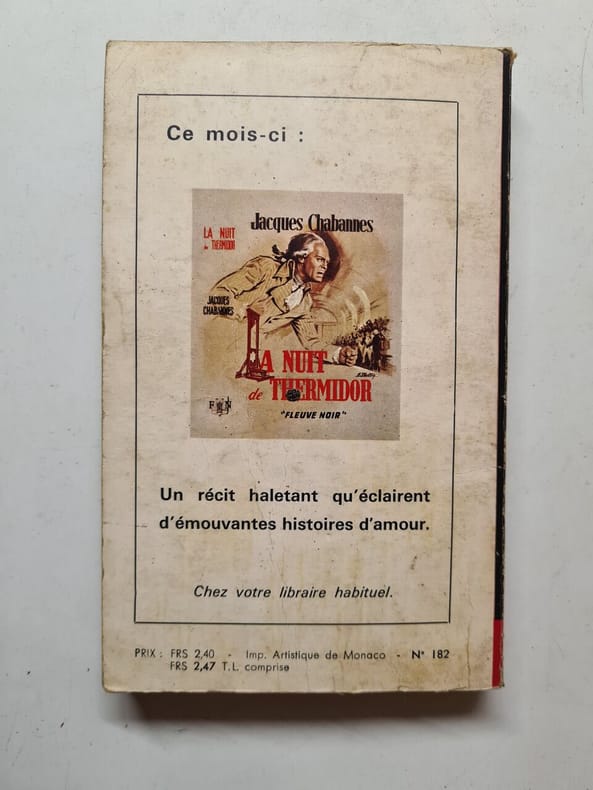 Ce mois-ci :
Jacques Chabannes
LA NUIT
de THERMIDOR
JACQUES
CHABANNES
LA NUIT
de THERMIDOR
F N
"FLEUVE NOIR"
Un récit haletant qu'éclairent
d'émouvantes histoires d'amour.
Chez votre libraire habituel.
PRIX : FRS 2,40 - Imp. Artistique de Monaco - N° 182
FRS 2,47 T.L. comprise